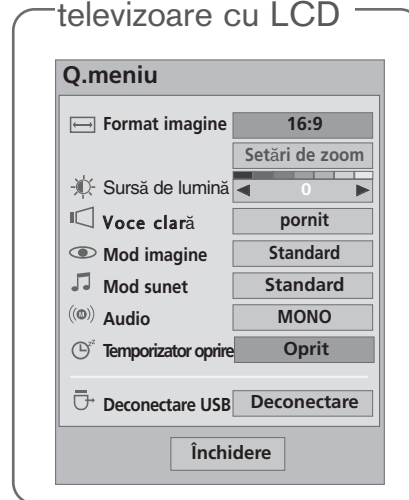 televizoare cu LCD
Q.meniu
Format imagine 16:9
Setări de zoom
Sursă de lumină ◀ 0 ▶
Voce clară pornit
Mod imagine Standard
Mod sunet Standard
Audio MONO
Temporizator oprire Oprit
Deconectare USB Deconectare
Închidere